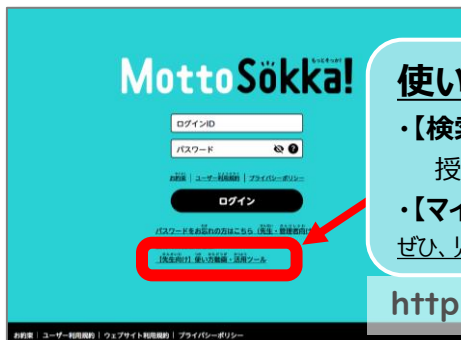 もっとそっか!
MottoSokka!
ログインID
パスワード
お約束 | ユーザー利用規約 | プライバシーポリシー
ログイン
パスワードをお忘れの方はこちら (先生・管理者向け
【先生向け】使い方動画・活用ツール
お約束 | ユーザー利用規約 | ウェブサイト利用規約 | プライバシーポリシー
使い
・【検索
授
・【マイ
ぜひ、リ
http